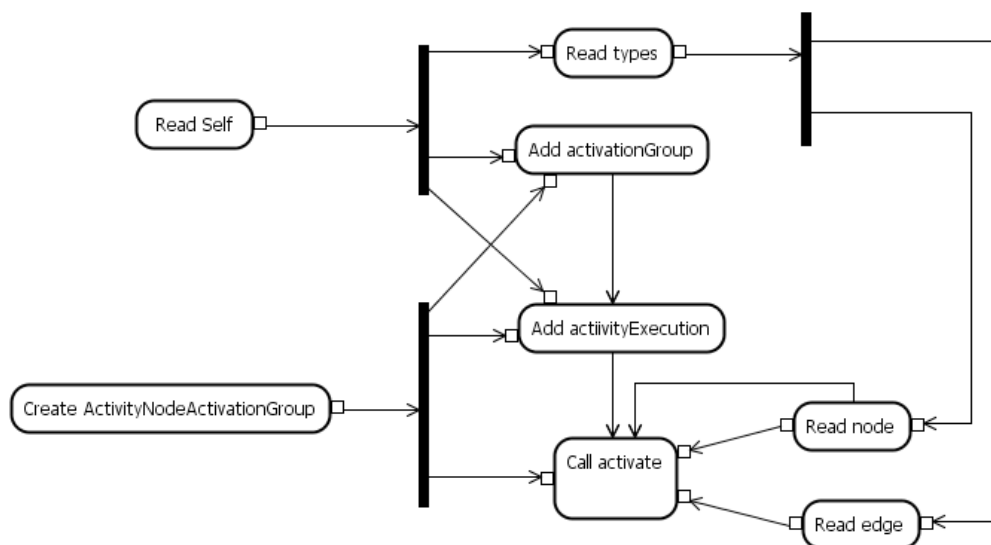 Read types
Read Self
Add activationGroup
Add actiivityExecution
Create ActivityNodeActivationGroup
Read node
Call activate
Read edge